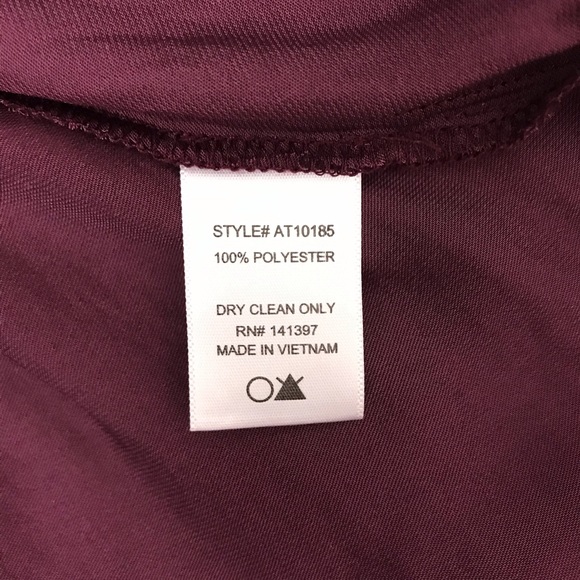 STYLE# AT10185
100% POLYESTER
DRY CLEAN ONLY
RN# 141397
MADE IN VIETNAM